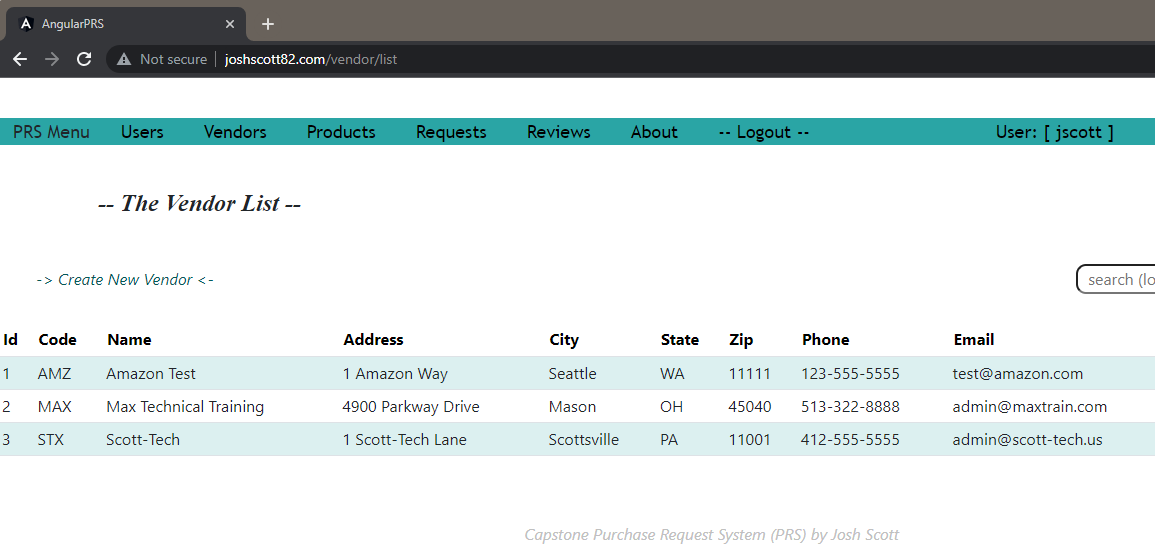 AngularPRS
Not secure joshscott82.com/vendor/list
PRS Menu Users Vendors Products Requests Reviews About -- Logout -- User: [ jscott ]
-- The Vendor List --
-> Create New Vendor <- search (lo
Id Code Name Address City State Zip Phone Email
1 AMZ Amazon Test 1 Amazon Way Seattle WA 11111 123-555-5555 test@amazon.com
2 MAX Max Technical Training 4900 Parkway Drive Mason OH 45040 513-322-8888 admin@maxtrain.com
3 STX Scott-Tech 1 Scott-Tech Lane Scottsville PA 11001 412-555-5555 admin@scott-tech.us
Capstone Purchase Request System (PRS) by Josh Scott